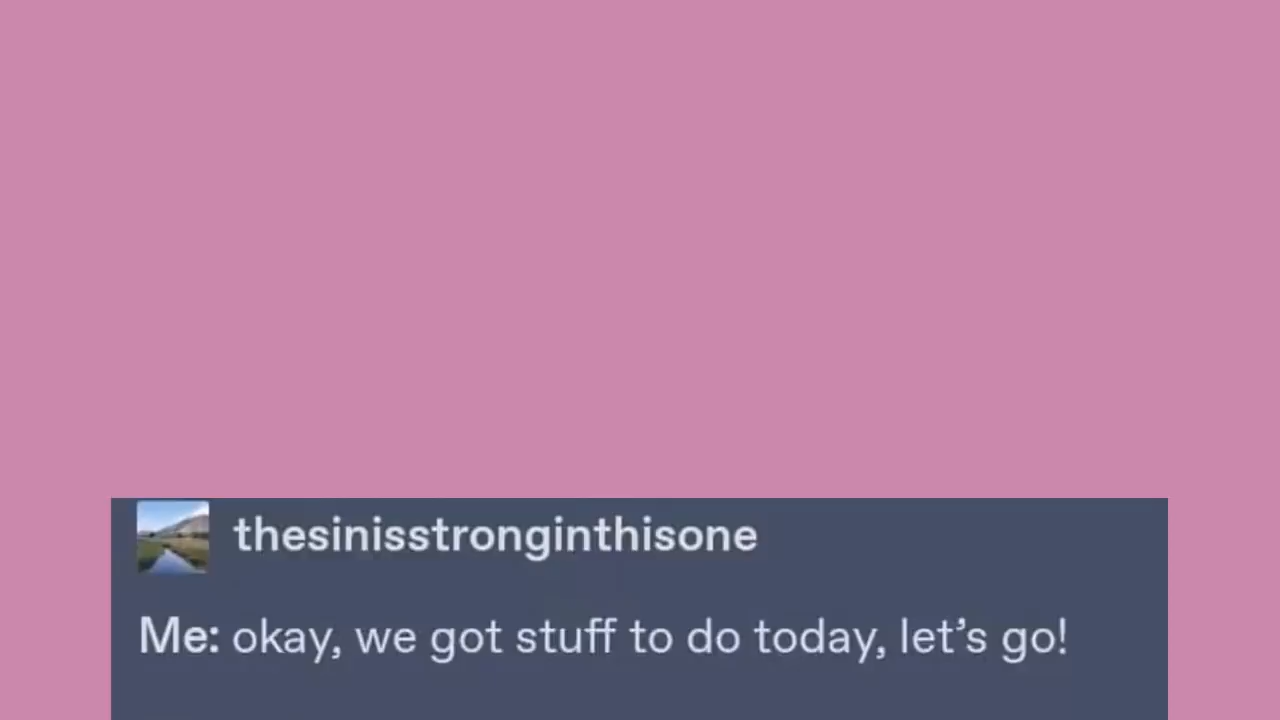 thesinisstronginthisone
Me: okay, we got stuff to do today, let’s go!